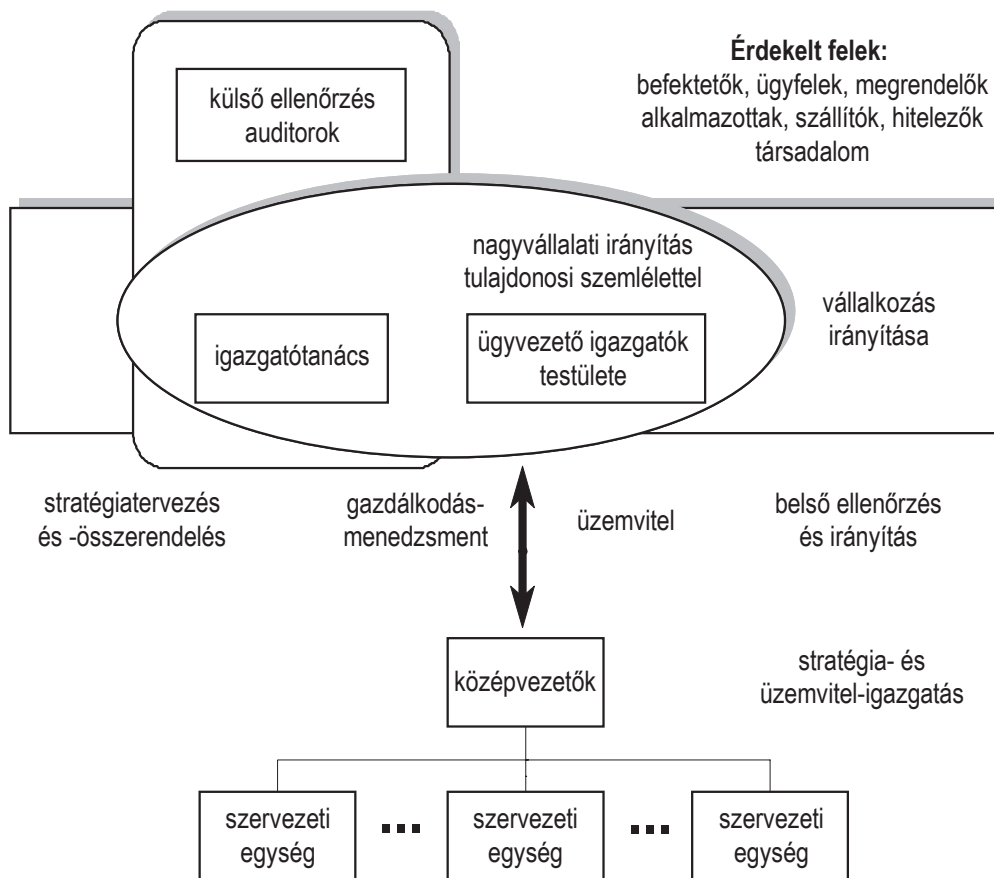 Érdekelt felek:
befektetők, ügyfelek, megrendelők
alkalmazottak, szállítók, hitelezők
társadalom
külső ellenőrzés
auditorok
nagyvállalati irányítás
tulajdonosi szemlélettel
igazgatótanács
ügyvezető igazgatók
testülete
vállalkozás
irányítása
stratégiatervezés
és -összerendelés
gazdálkodás-
menedzsment
üzemvitel
belső ellenőrzés
és irányítás
középvezetők
stratégia- és
üzemvitel-igazgatás
szervezeti
egység
...
szervezeti
egység
...
szervezeti
egység